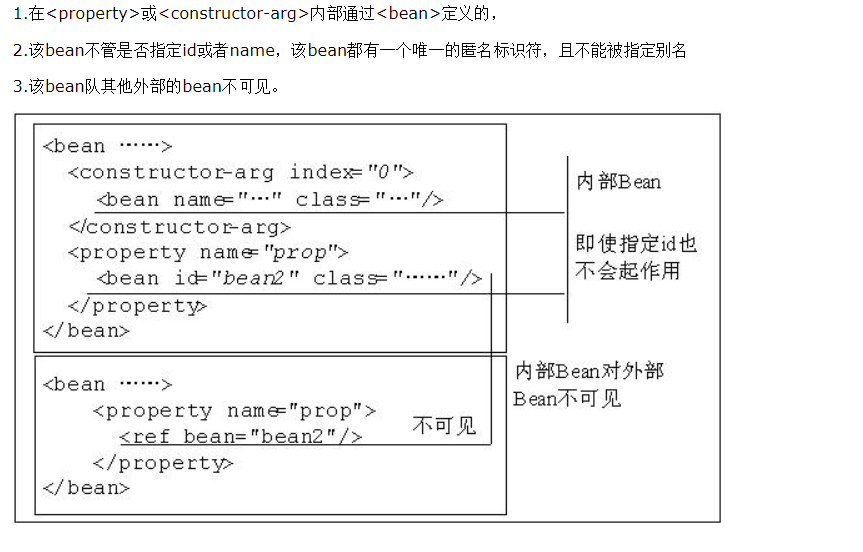 1.在<property>或<constructor-arg>内部通过<bean>定义的，
2.该bean不管是否指定id或者name，该bean都有一个唯一的匿名标识符，且不能被指定别名
3.该bean队其他外部的bean不可见。
<bean ……>
<constructor-arg index="0">
<bean name="…" class="…"/>
</constructor-arg>
<property name="prop">
<bean id="bean2" class="……"/>
</property>
</bean>
内部Bean
即使指定id也
不会起作用
<bean ……>
<property name="prop">
<ref bean="bean2"/>
</property>
</bean>
不可见
内部Bean对外部
Bean不可见